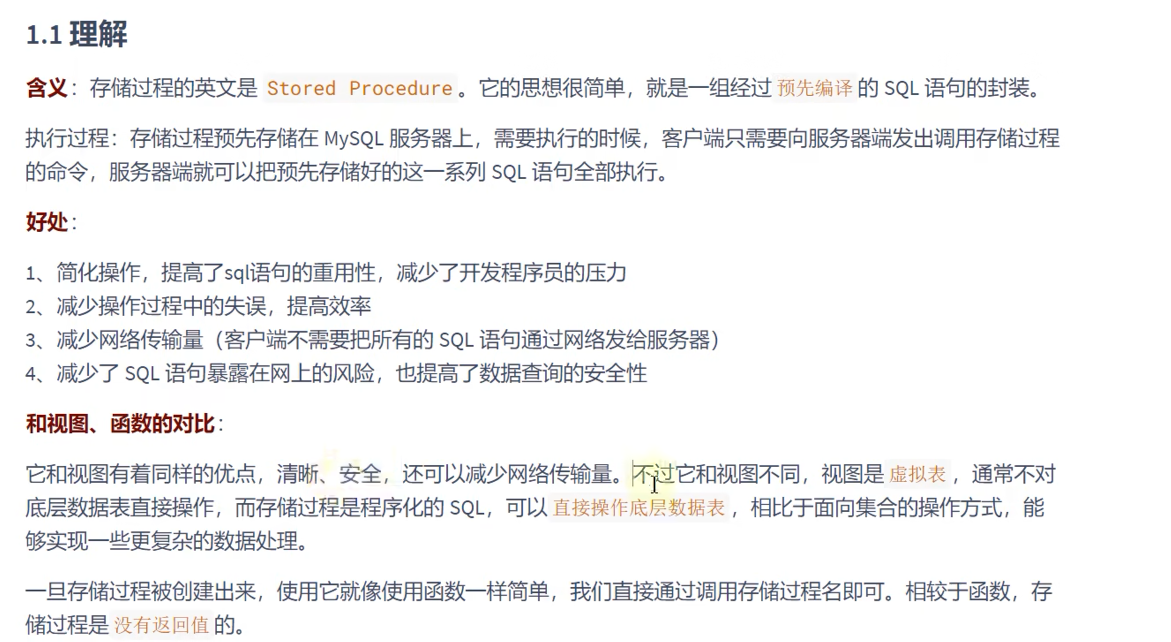 1.1 理解
含义：存储过程的英文是 Stored Procedure 。它的思想很简单，就是一组经过 预先编译 的 SQL 语句的封装。
执行过程：存储过程预先存储在 MySQL 服务器上，需要执行的时候，客户端只需要向服务器端发出调用存储过程
的命令，服务器端就可以把预先存储好的这一系列 SQL 语句全部执行。
好处：
1、简化操作，提高了sql语句的重用性，减少了开发程序员的压力
2、减少操作过程中的失误，提高效率
3、减少网络传输量（客户端不需要把所有的 SQL 语句通过网络发给服务器）
4、减少了 SQL 语句暴露在网上的风险，也提高了数据查询的安全性
和视图、函数的对比：
它和视图有着同样的优点，清晰、安全，还可以减少网络传输量。不过它和视图不同，视图是 虚拟表 ，通常不对
底层数据表直接操作，而存储过程是程序化的 SQL，可以 直接操作底层数据表 ，相比于面向集合的操作方式，能
够实现一些更复杂的数据处理。
一旦存储过程被创建出来，使用它就像使用函数一样简单，我们直接通过调用存储过程名即可。相较于函数，存
储过程是 没有返回值 的。